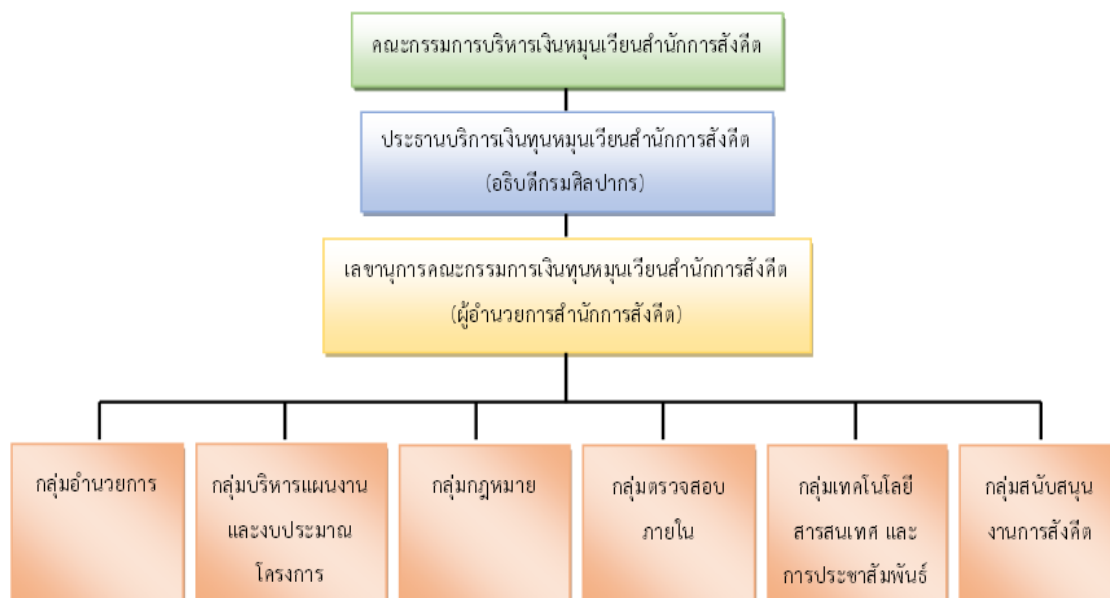 คณะกรรมการบริหารเงินหมุนเวียนสำนักการสังคีต
ประธานบริการเงินทุนหมุนเวียนสำนักการสังคีต
(อธิบดีกรมศิลปากร)
เลขานุการคณะกรรมการเงินทุนหมุนเวียนสำนักการสังคีต
(ผู้อำนวยการสำนักการสังคีต)
กลุ่มอำนวยการ
กลุ่มบริหารแผนงาน
และงบประมาณ
โครงการ
กลุ่มกฎหมาย
กลุ่มตรวจสอบ
ภายใน
กลุ่มเทคโนโลยี
สารสนเทศ และ
การประชาสัมพันธ์
กลุ่มสนับสนุน
งานการสังคีต